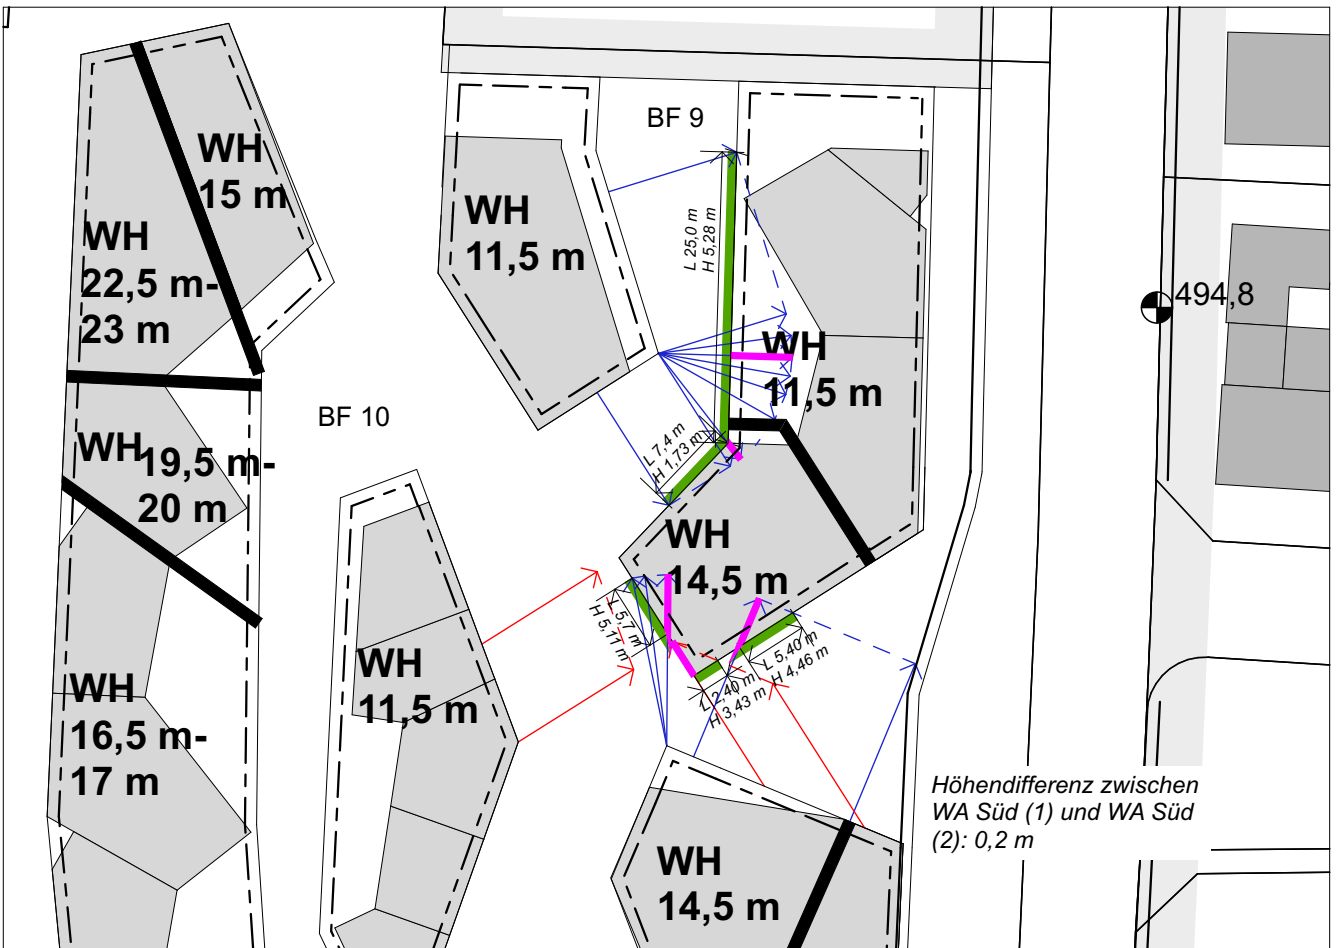 BF 9
WH
15 m
WH
11,5 m
L 25,0 m
H 5,28 m
WH
22,5 m-
23 m
494,8
WH
11,5 m
BF 10
L 7,4 m
H 1,73 m
WH
19,5 m-
20 m
WH
14,5 m
L 5,7 m
H 5,11 m
L 5,40 m
H 4,46 m
L 2,40 m
H 3,43 m
WH
11,5 m
WH
16,5 m-
17 m
Höhendifferenz zwischen
WA Süd (1) und WA Süd
(2): 0,2 m
WH
14,5 m